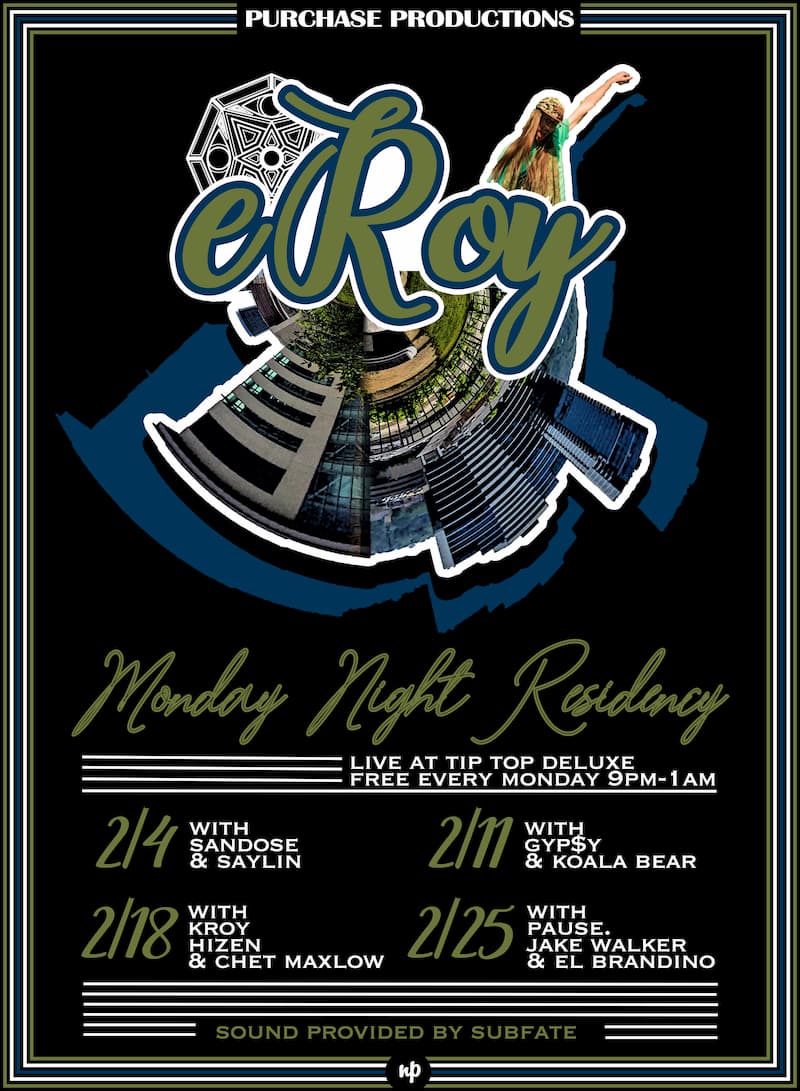 PURCHASE PRODUCTIONS
eRoy
Monday Night Residency
LIVE AT TIP TOP DELUXE
FREE EVERY MONDAY 9PM-1AM
2/4
WITH
SANDOSE
& SAYLIN
2/11
WITH
GYP$Y
& KOALA BEAR
2/18
WITH
KROY
HIZEN
& CHET MAXLOW
2/25
WITH
PAUSE.
JAKE WALKER
& EL BRANDINO
SOUND PROVIDED BY SUBFATE
np